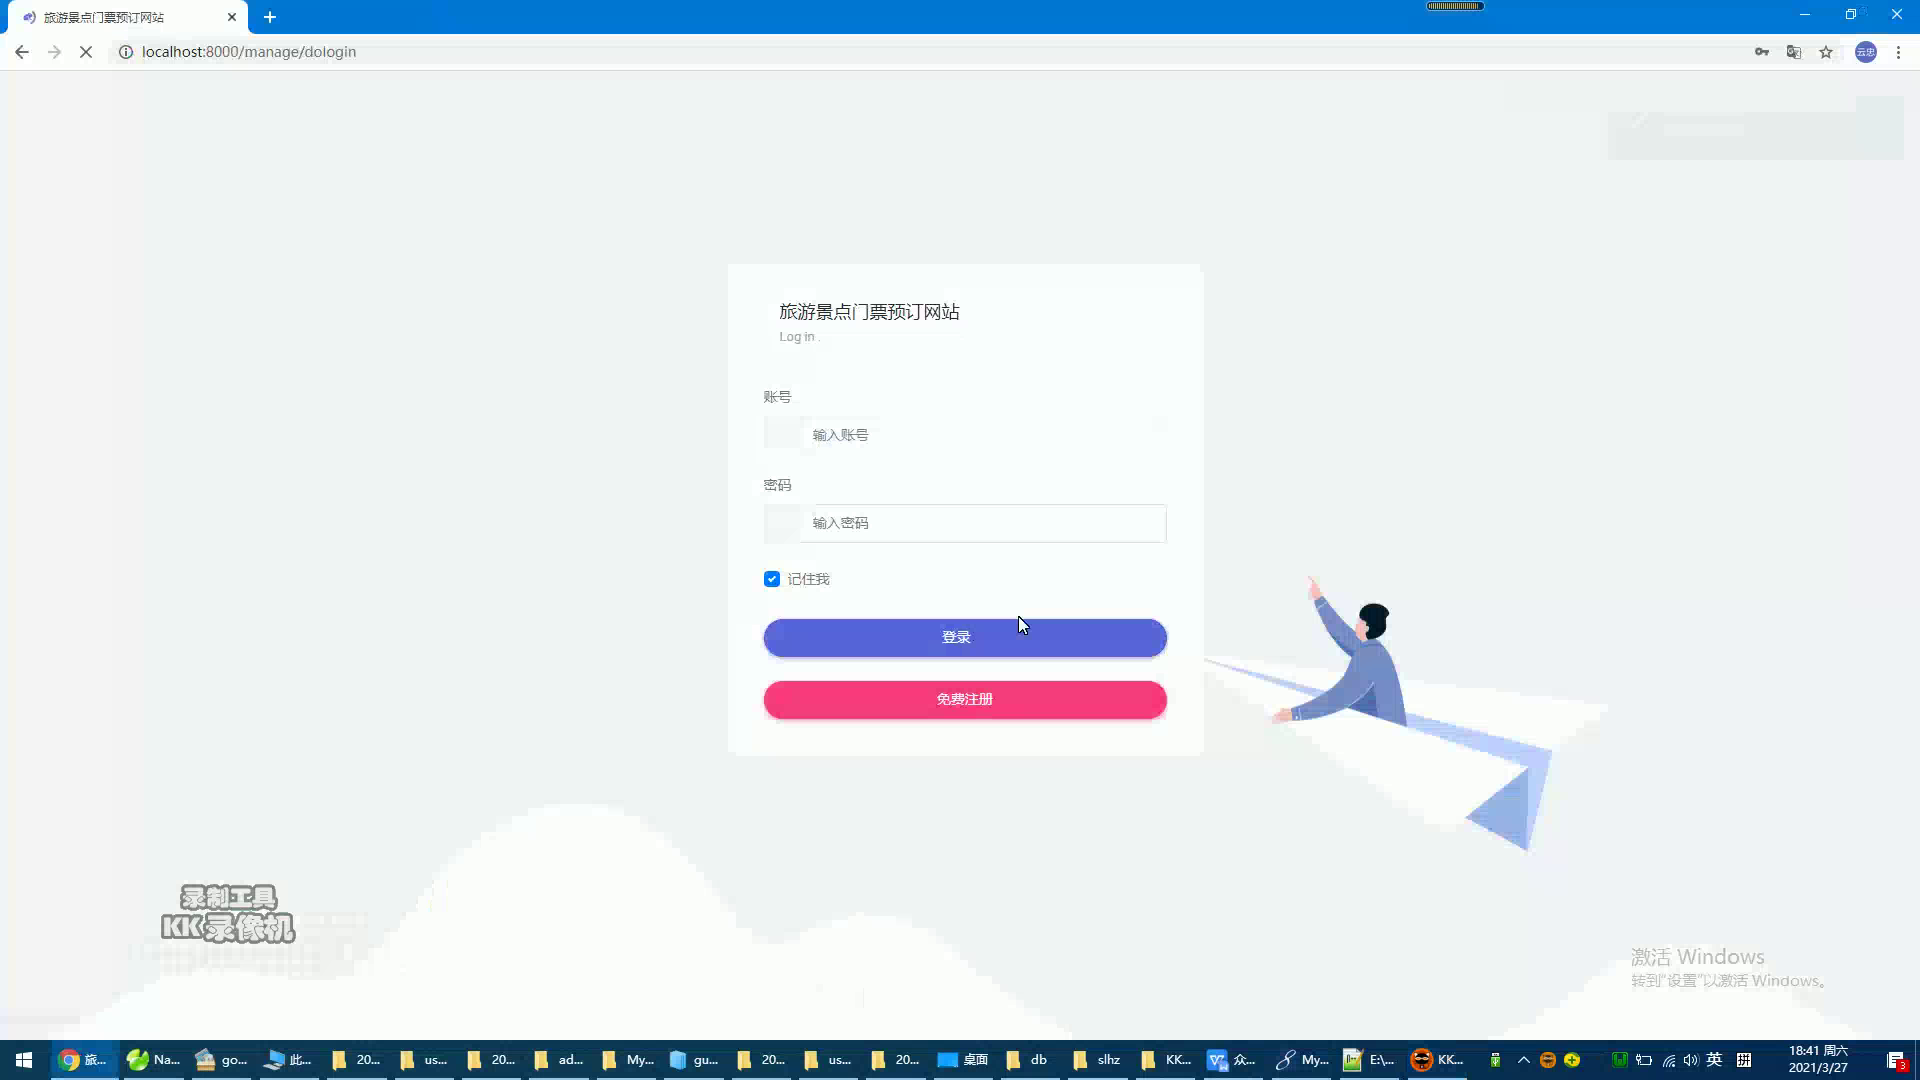 旅游景点门票预订网站
localhost:8000/manage/dologin
云忠
旅游景点门票预订网站
Log in .
账号
输入账号
密码
输入密码
记住我
登录
免费注册
录制工具
KK录像机
激活 Windows
转到"设置"以激活 Windows。
旅...
Na...
go...
此...
20...
us...
20...
ad...
My...
gu...
20...
us...
20...
桌面
db
slhz
KK...
众...
My...
E:\...
KK...
英
拼
18:41 周六
2021/3/27
3